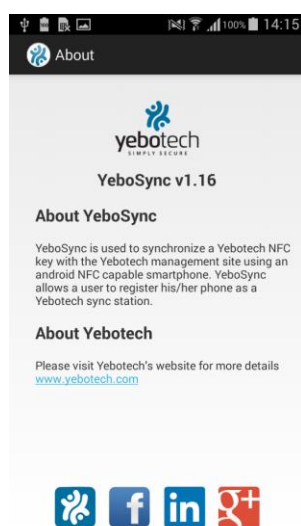 100% 14:15
About
yebotech
SIMPLY SECURE
YeboSync v1.16
About YeboSync
YeboSync is used to synchronize a Yebotech NFC
key with the Yebotech management site using an
android NFC capable smartphone. YeboSync
allows a user to register his/her phone as a
Yebotech sync station.
About Yebotech
Please visit Yebotech's website for more details
www.yebotech.com
f in g+